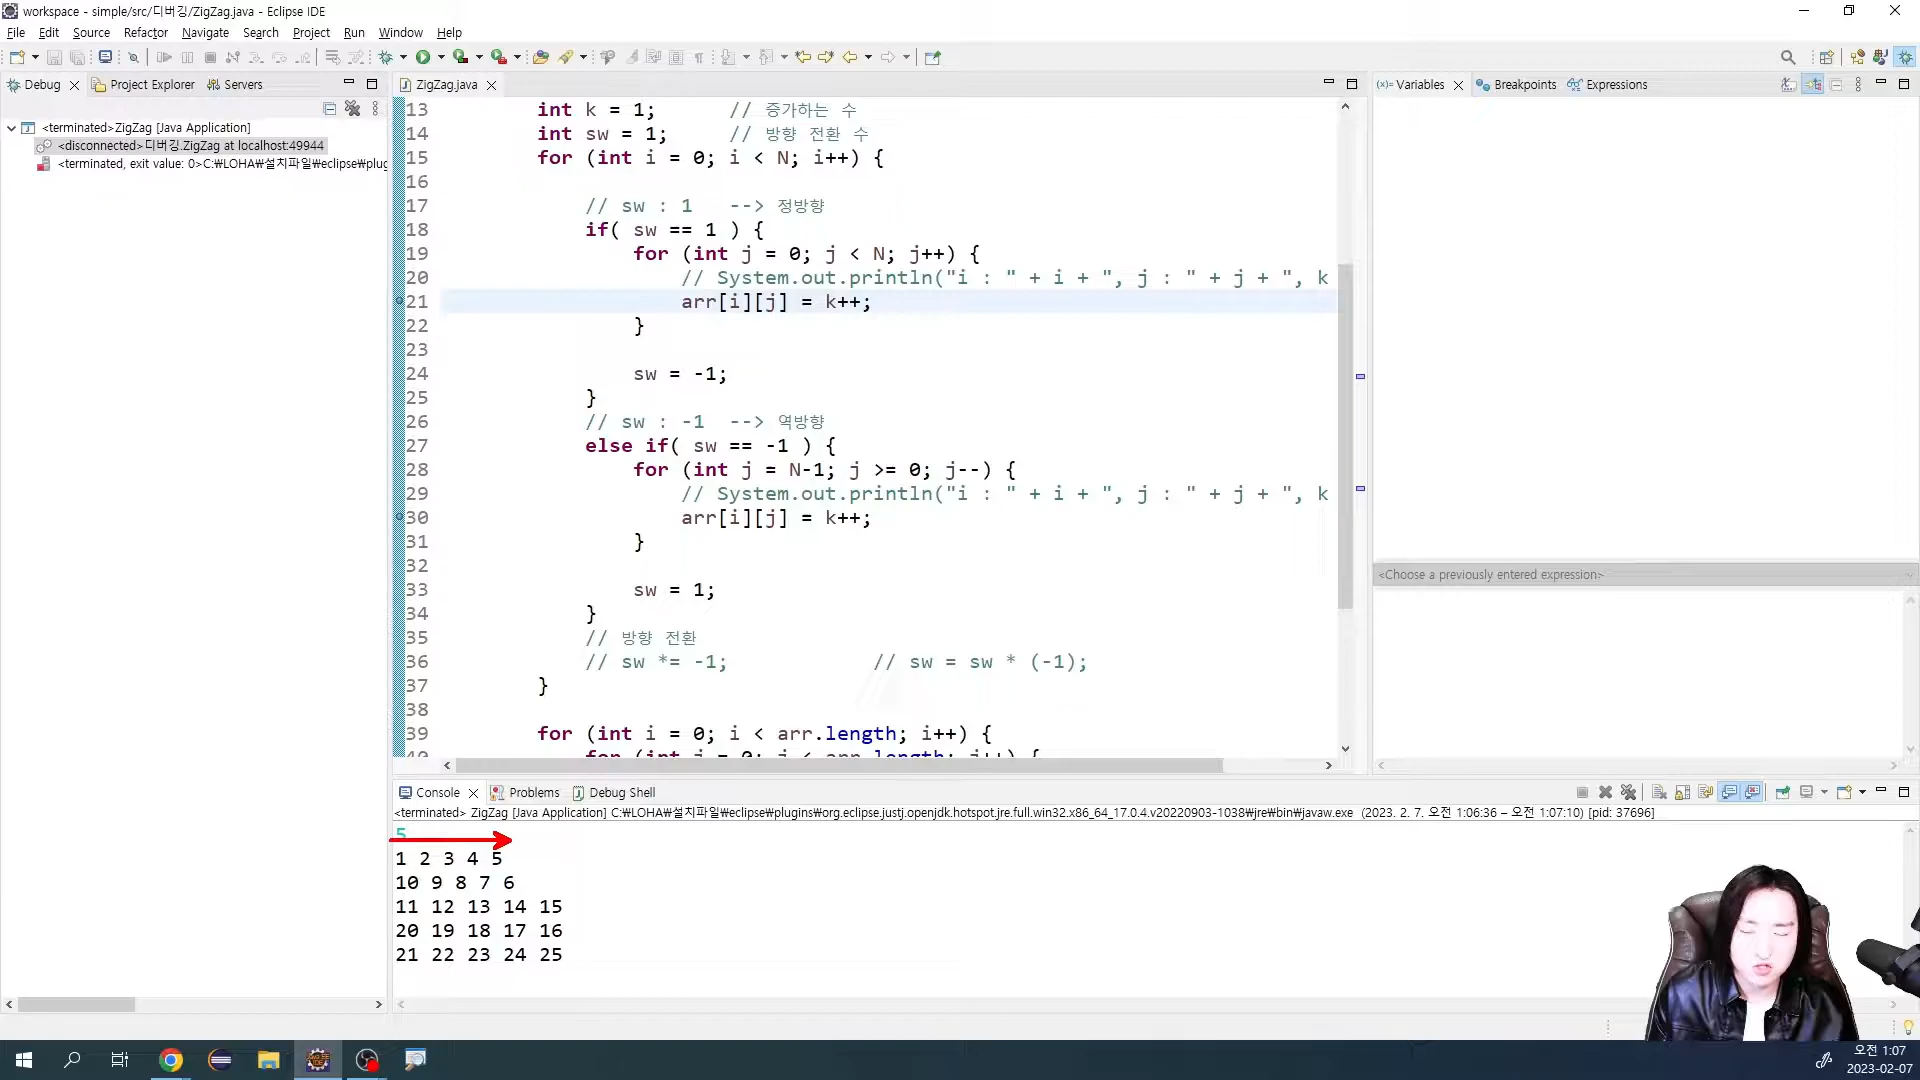 workspace - simple/src/디버깅/ZigZag.java - Eclipse IDE
File Edit Source Refactor Navigate Search Project Run Window Help
Debug Project Explorer Servers
<terminated>ZigZag [Java Application]
<disconnected>디버깅.ZigZag at localhost:49944
<terminated, exit value: 0>C:₩LOHA₩설치파일₩eclipse₩plug
ZigZag.java
13 int k = 1; // 증가하는 수
14 int sw = 1; // 방향 전환 수
15 for (int i = 0; i < N; i++) {
16
17 // sw : 1 --> 정방향
18 if( sw == 1 ) {
19 for (int j = 0; j < N; j++) {
20 // System.out.println("i : " + i + ", j : " + j + ", k
21 arr[i][j] = k++;
22 }
23
24 sw = -1;
25 }
26 // sw : -1 --> 역방향
27 else if( sw == -1 ) {
28 for (int j = N-1; j >= 0; j--) {
29 // System.out.println("i : " + i + ", j : " + j + ", k
30 arr[i][j] = k++;
31 }
32
33 sw = 1;
34 }
35 // 방향 전환
36 // sw *= -1; // sw = sw * (-1);
37 }
38
39 for (int i = 0; i < arr.length; i++) {
(x)= Variables Breakpoints Expressions
<Choose a previously entered expression>
Console Problems Debug Shell
<terminated> ZigZag [Java Application] C:₩LOHA₩설치파일₩eclipse₩plugins₩org.eclipse.justj.openjdk.hotspot.jre.full.win32.x86_64_17.0.4.v20220903-1038₩jre₩bin₩javaw.exe (2023. 2. 7. 오전 1:06:36 – 오전 1:07:10) [pid: 37696]
5
1 2 3 4 5
10 9 8 7 6
11 12 13 14 15
20 19 18 17 16
21 22 23 24 25
오전 1:07
2023-02-07